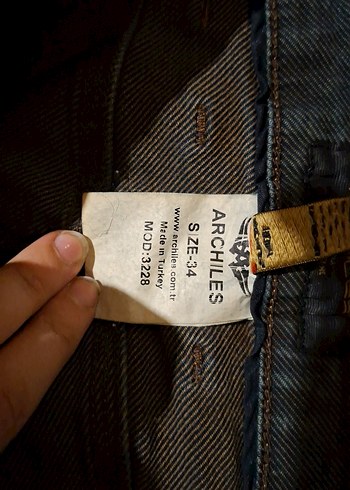 ARCHILES
SIZE-34
www.archiles.com.tr
Made in Turkey
MOD:3228